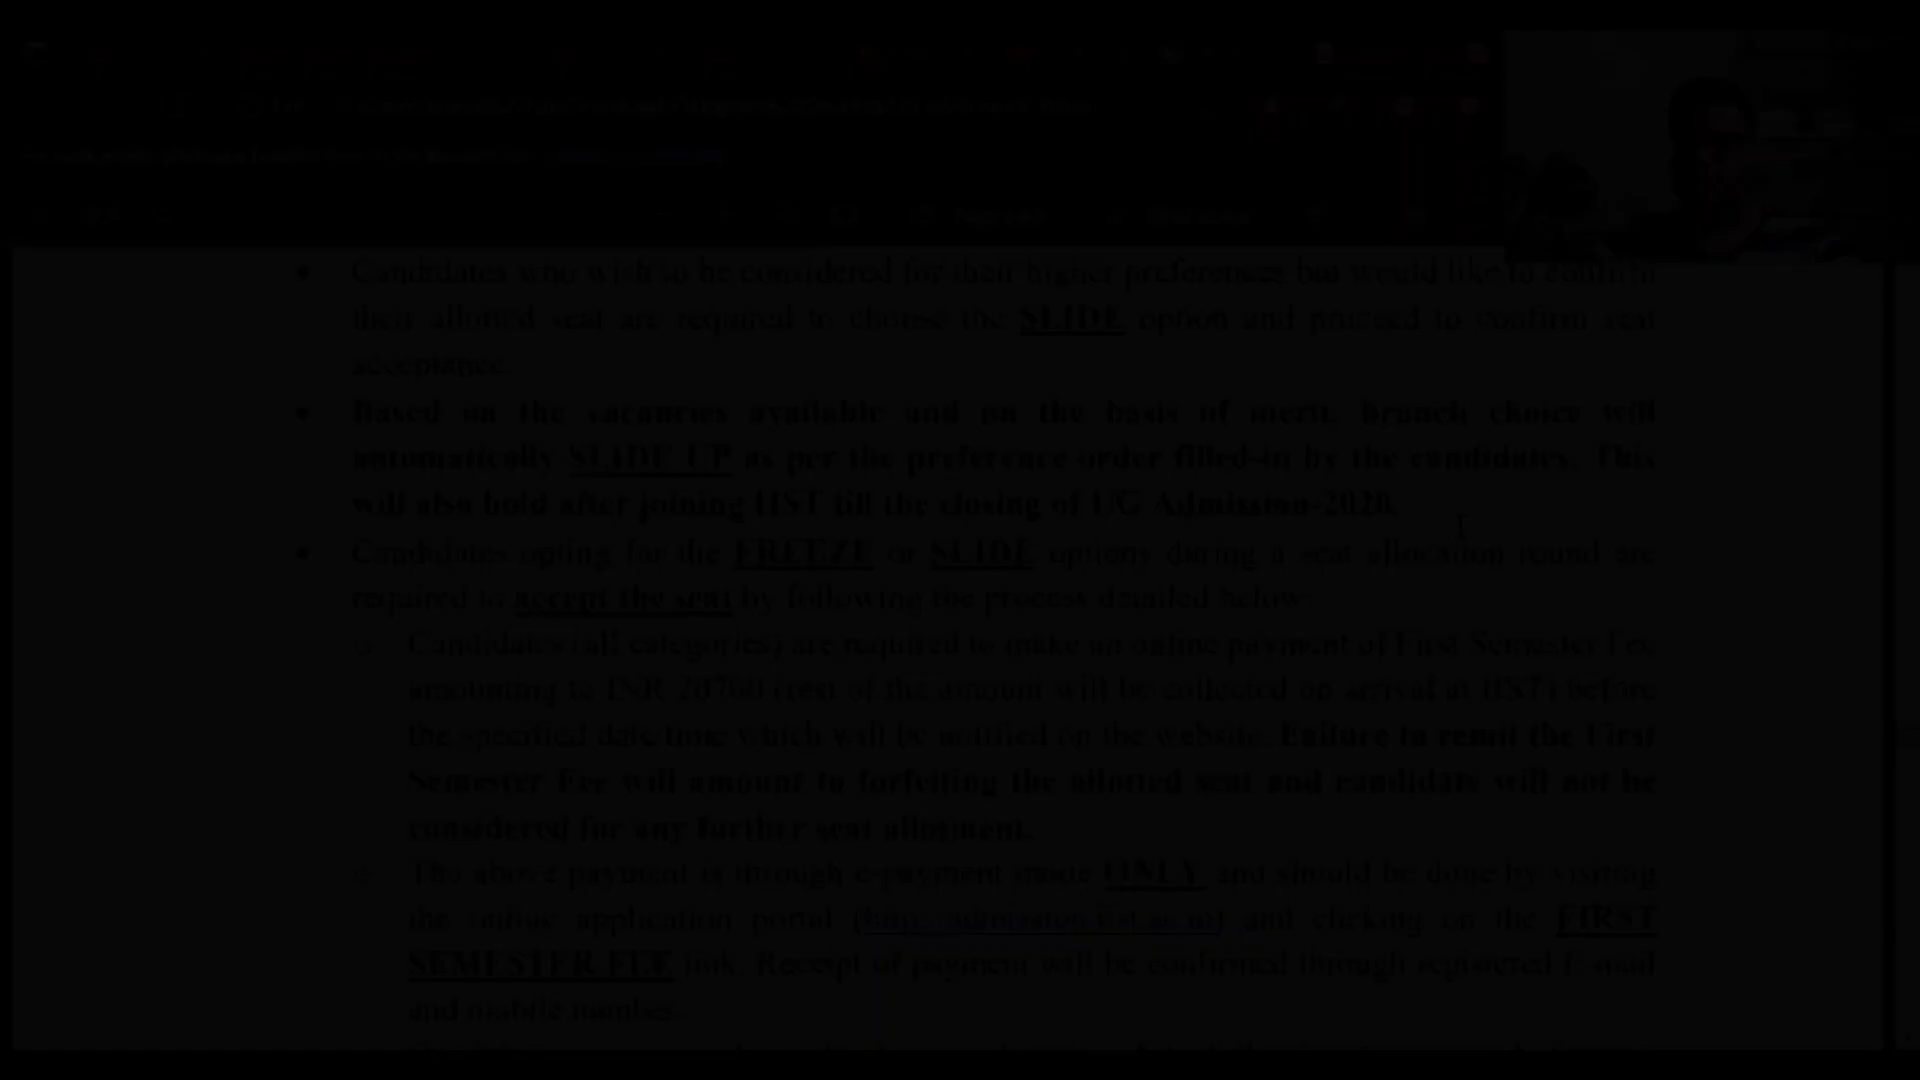 Candidates who wish to be considered for their higher preferences but would like to confirm
their allotted seat are required to choose the SLIDE option and proceed to confirm seat
acceptance.
Based on the vacancies available and on the basis of merit, branch choice will
automatically SLIDE UP as per the preference order filled-in by the candidates. This
will also hold after joining IIST till the closing of UG Admission-2020.
Candidates opting for the FREEZE or SLIDE options during a seat allocation round are
required to accept the seat by following the process detailed below:
Candidates (all categories) are required to make an online payment of First Semester Fee
amounting to INR 20700 (rest of the amount will be collected on arrival at IIST) before
the specified date/time which will be notified on the website. Failure to remit the First
Semester Fee will amount to forfeiting the allotted seat and candidate will not be
considered for any further seat allotment.
The above payment is through e-payment mode ONLY and should be done by visiting
the online application portal (http://admission.iist.ac.in) and clicking on the FIRST
SEMESTER FEE link. Receipt of payment will be confirmed through registered E-mail
and mobile number.